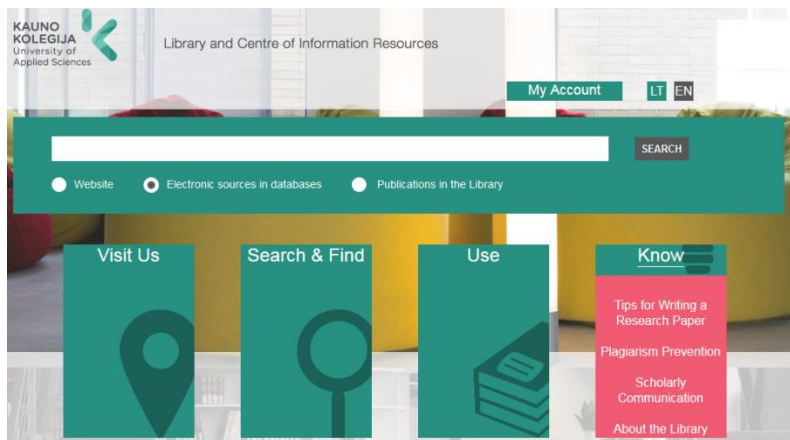 KAUNO
KOLEGIJA
University of
Applied Sciences
Library and Centre of Information Resources
My Account
LT EN
SEARCH
Website
Electronic sources in databases
Publications in the Library
Visit Us
Search & Find
Use
Know
Tips for Writing a
Research Paper
Plagiarism Prevention
Scholarly
Communication
About the Library